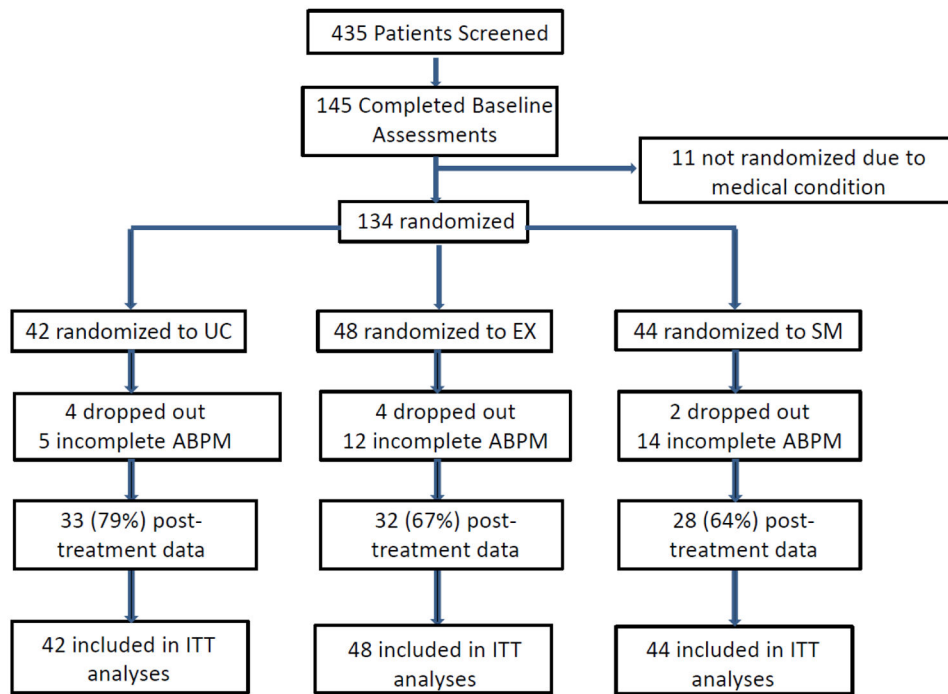 435 Patients Screened
145 Completed Baseline
Assessments
11 not randomized due to
medical condition
134 randomized
42 randomized to UC
48 randomized to EX
44 randomized to SM
4 dropped out
5 incomplete ABPM
4 dropped out
12 incomplete ABPM
2 dropped out
14 incomplete ABPM
33 (79%) post-
treatment data
32 (67%) post-
treatment data
28 (64%) post-
treatment data
42 included in ITT
analyses
48 included in ITT
analyses
44 included in ITT
analyses